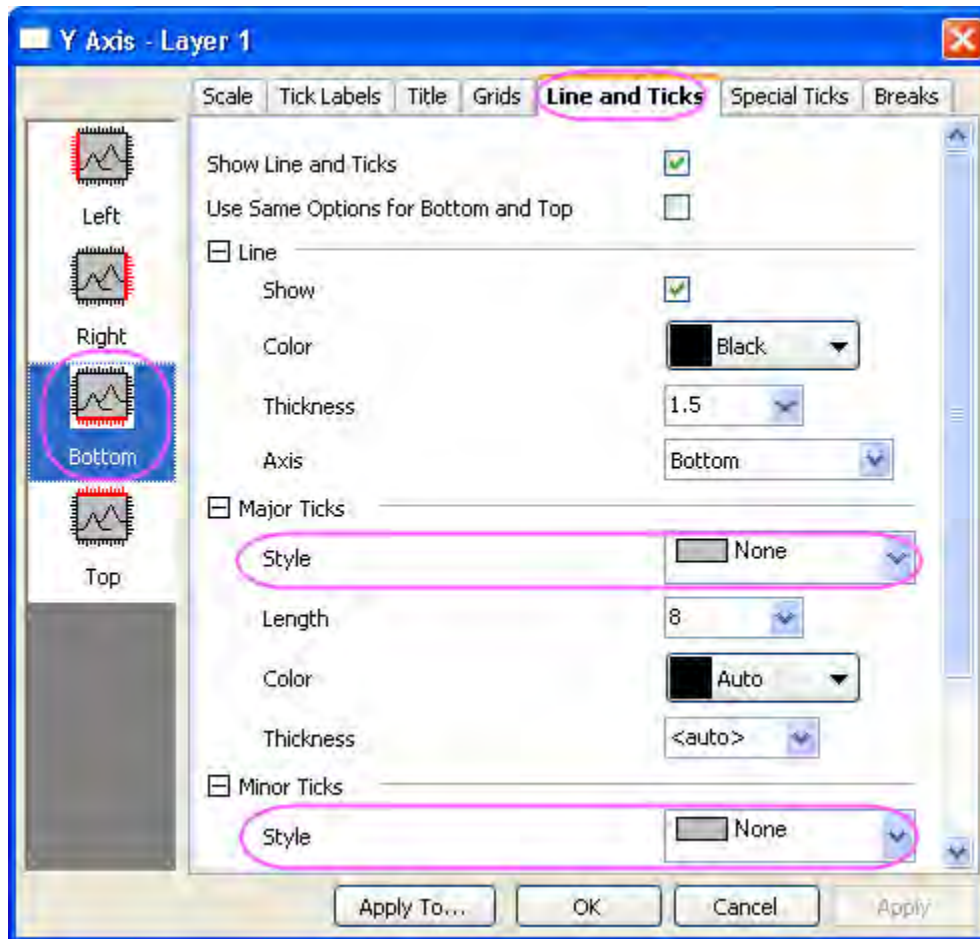 Y Axis - Layer 1
Scale Tick Labels Title Grids Line and Ticks Special Ticks Breaks
Left
Right
Bottom
Top
Show Line and Ticks
Use Same Options for Bottom and Top
Line
Show
Color Black
Thickness 1.5
Axis Bottom
Major Ticks
Style None
Length 8
Color Auto
Thickness <auto>
Minor Ticks
Style None
Apply To... OK Cancel Apply